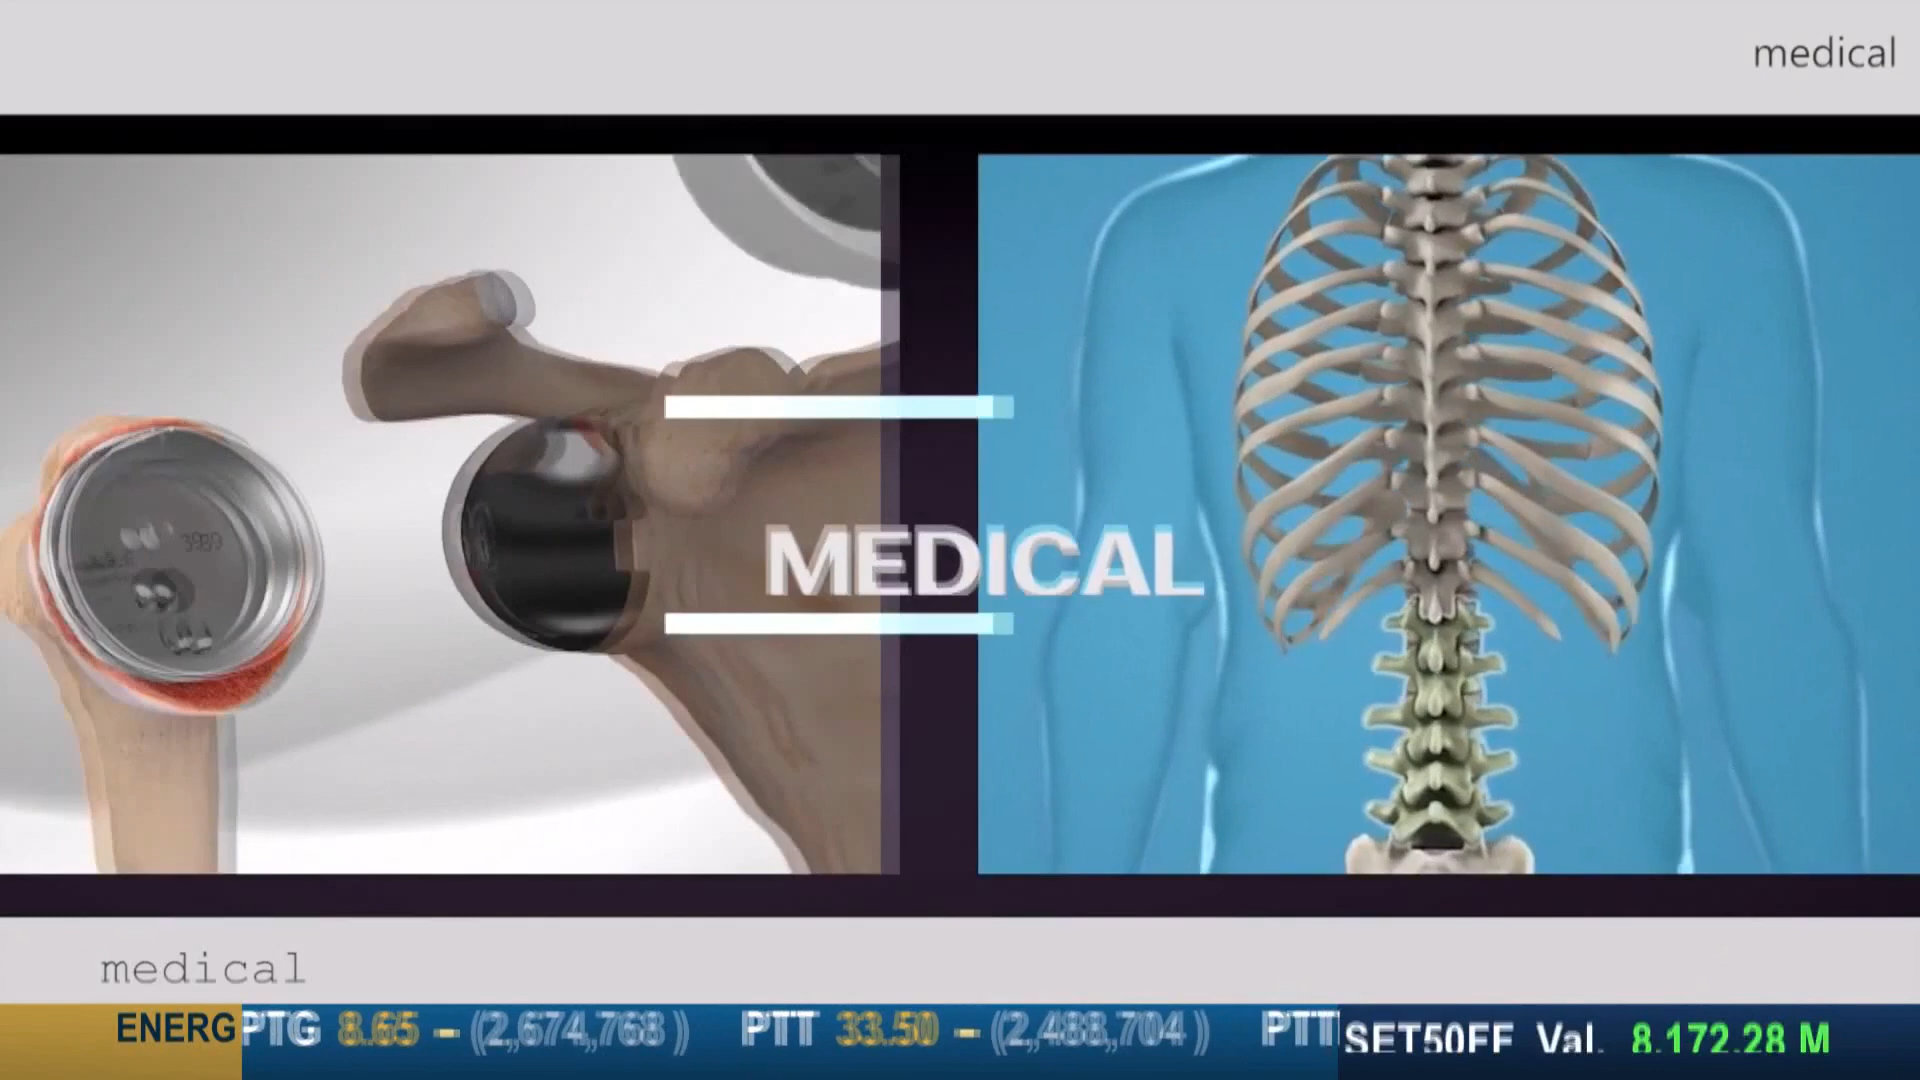 medical
3939
MEDICAL
medical
ENERG PTG 8.65 – (2,674,768) PTT 33.50 – (2,488,704) PTT SET50FF Val. 8,172.28 M